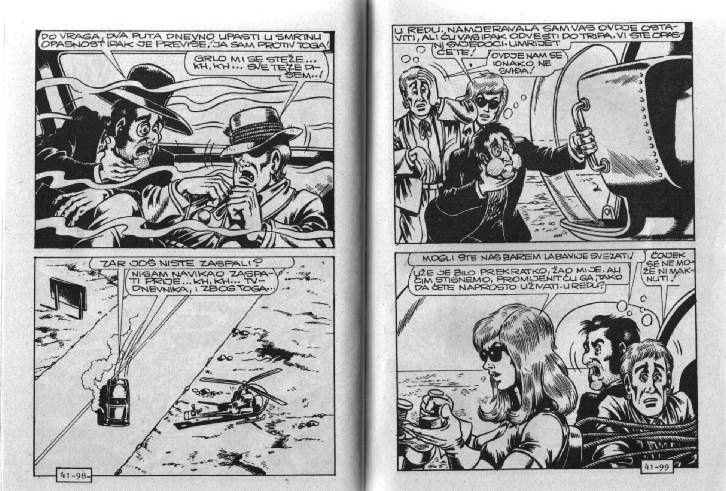 DO VRAGA, DVA PUTA DNEVNO UPASTI U SMRTNU
OPASNOST IPAK JE PREVIŠE, JA SAM PROTIV TOGA!
GRLO MI SE STEŽE...
KH, KH... SVE TEŽE DI-
ŠEM...!
ZAR JOŠ NISTE ZASPALI?
NISAM NAVIKAO ZASPA-
TI PRIJE...KH, KH... TV-
DNEVNIKA, I ZBOG TOGA...
41-98
U REDU, NAMJERAVALA SAM VAS OVDJE OSTA-
VITI, ALI ĆU VAS IPAK ODVESTI DO TRIPA. VI STE OPAS-
NI SVJEDOCI. UMRIJET
ĆETE!
OVDJE NAM SE
IONAKO NE
SVIĐA!
MOGLI STE NAS BAREM LABAVIJE SVEZATI!
UŽE JE BILO PREKRATKO, ŽAO MI JE. ALI
ČIM STIGNEMO, PROMIJENIT ĆU GA, TAKO
DA ĆETE NAPROSTO UŽIVATI. U REDU?
ČOVJEK
SE NE MO-
ŽE NI MAK-
NUTI!
41-99